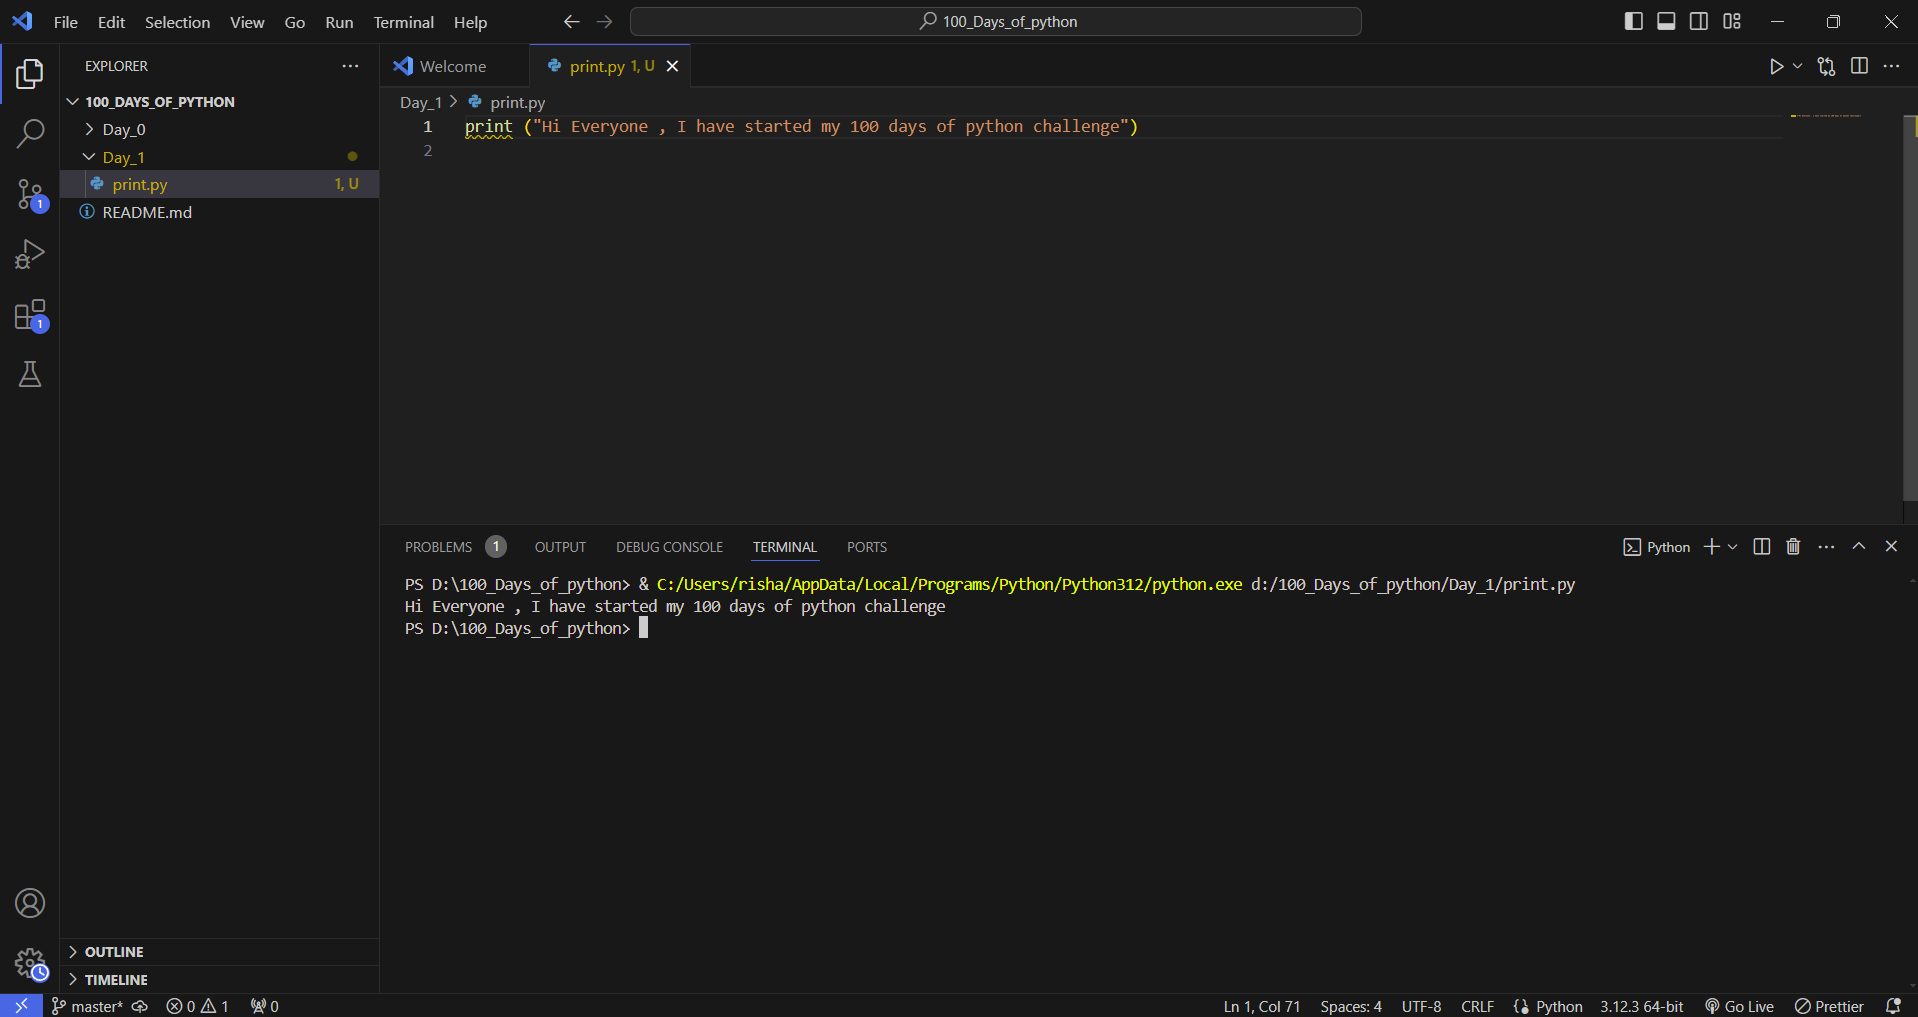 File Edit Selection View Go Run Terminal Help
100_Days_of_python
EXPLORER
100_DAYS_OF_PYTHON
Day_0
Day_1
print.py 1, U
README.md
OUTLINE
TIMELINE
Welcome
print.py 1, U
Day_1 > print.py
1 print ("Hi Everyone , I have started my 100 days of python challenge")
2
PROBLEMS 1 OUTPUT DEBUG CONSOLE TERMINAL PORTS
Python
PS D:\100_Days_of_python> & C:/Users/risha/AppData/Local/Programs/Python/Python312/python.exe d:/100_Days_of_python/Day_1/print.py
Hi Everyone , I have started my 100 days of python challenge
PS D:\100_Days_of_python>
1
1
master* 0 1 0
Ln 1, Col 71 Spaces: 4 UTF-8 CRLF {} Python 3.12.3 64-bit Go Live Prettier